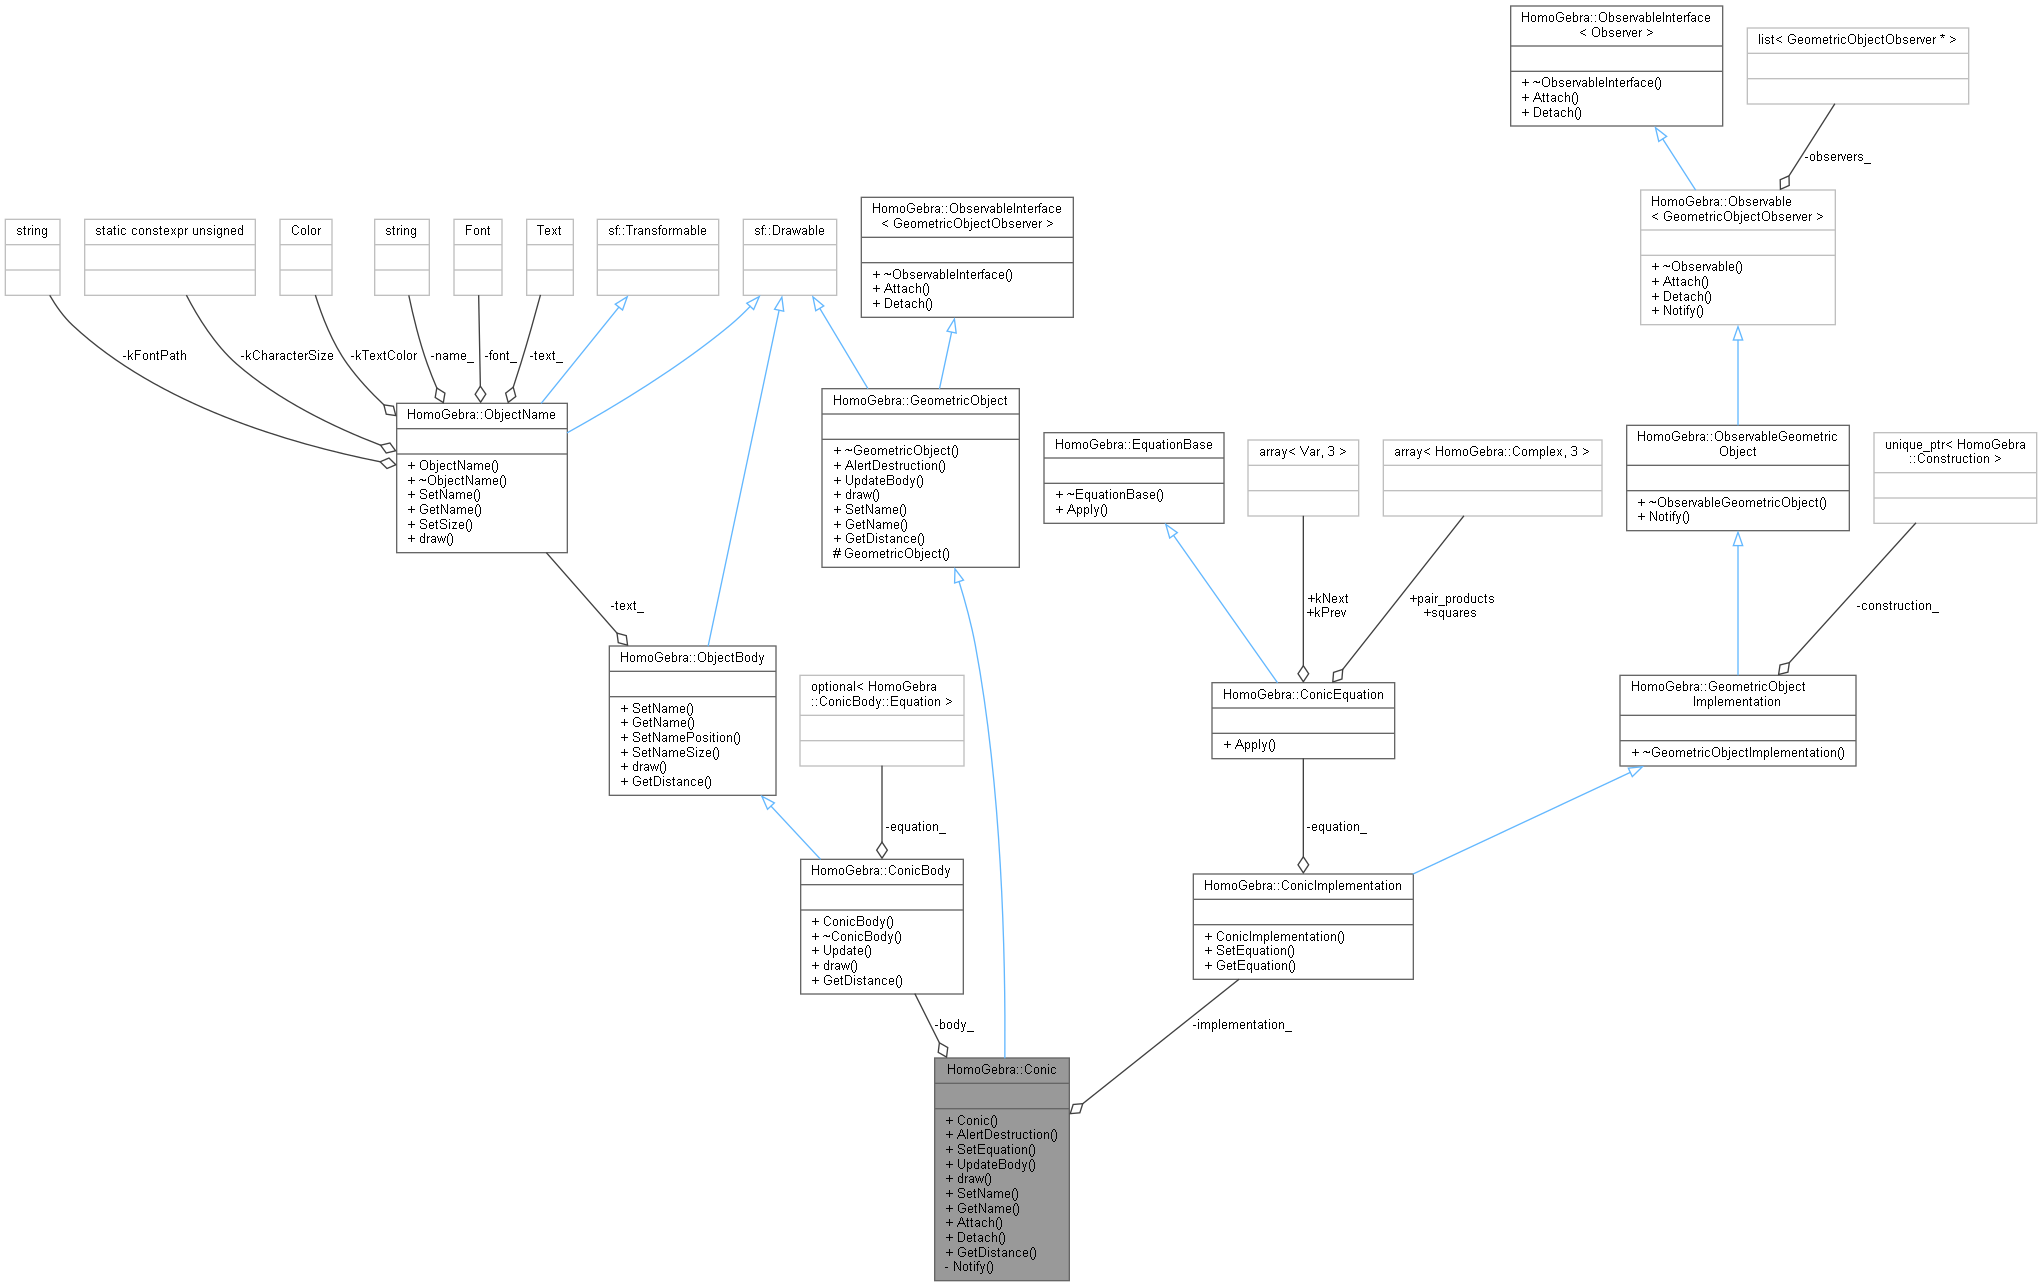 HomoGebra::ObservableInterface
< Observer >
+ ~ObservableInterface()
+ Attach()
+ Detach()
list< GeometricObjectObserver * >
-observers_
HomoGebra::Observable
< GeometricObjectObserver >
+ ~Observable()
+ Attach()
+ Detach()
+ Notify()
string
static constexpr unsigned
Color
string
Font
Text
sf::Transformable
sf::Drawable
HomoGebra::ObservableInterface
< GeometricObjectObserver >
+ ~ObservableInterface()
+ Attach()
+ Detach()
-kFontPath
-kCharacterSize
-kTextColor
-name_
-font_
-text_
HomoGebra::ObjectName
+ ObjectName()
+ ~ObjectName()
+ SetName()
+ GetName()
+ SetSize()
+ draw()
HomoGebra::GeometricObject
+ ~GeometricObject()
+ AlertDestruction()
+ UpdateBody()
+ draw()
+ SetName()
+ GetName()
+ GetDistance()
# GeometricObject()
HomoGebra::EquationBase
+ ~EquationBase()
+ Apply()
array< Var, 3 >
array< HomoGebra::Complex, 3 >
HomoGebra::ObservableGeometric
Object
+ ~ObservableGeometricObject()
+ Notify()
unique_ptr< HomoGebra
::Construction >
-text_
+kNext
+kPrev
+pair_products
+squares
-construction_
HomoGebra::ObjectBody
+ SetName()
+ GetName()
+ SetNamePosition()
+ SetNameSize()
+ draw()
+ GetDistance()
optional< HomoGebra
::ConicBody::Equation >
HomoGebra::ConicEquation
+ Apply()
HomoGebra::GeometricObject
Implementation
+ ~GeometricObjectImplementation()
-equation_
-equation_
HomoGebra::ConicBody
+ ConicBody()
+ ~ConicBody()
+ Update()
+ draw()
+ GetDistance()
HomoGebra::ConicImplementation
+ ConicImplementation()
+ SetEquation()
+ GetEquation()
-body_
-implementation_
HomoGebra::Conic
+ Conic()
+ AlertDestruction()
+ SetEquation()
+ UpdateBody()
+ draw()
+ SetName()
+ GetName()
+ Attach()
+ Detach()
+ GetDistance()
- Notify()